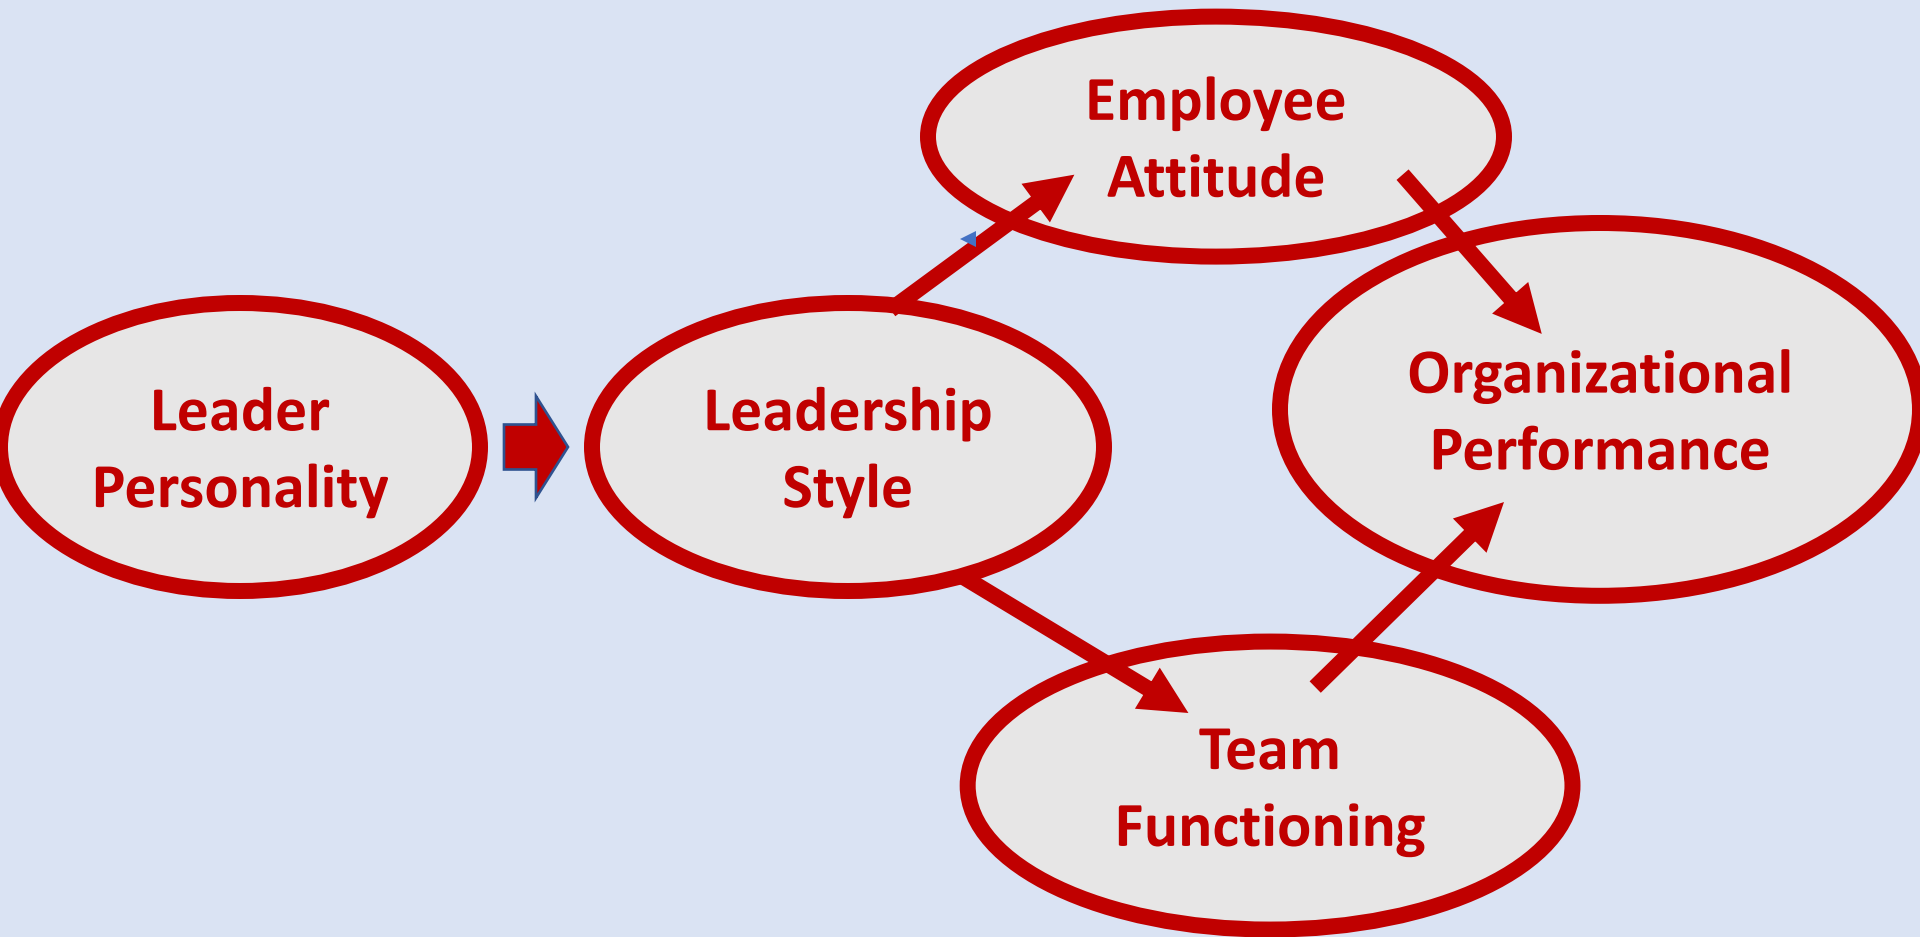 Leader
Personality
Leadership
Style
Employee
Attitude
Organizational
Performance
Team
Functioning